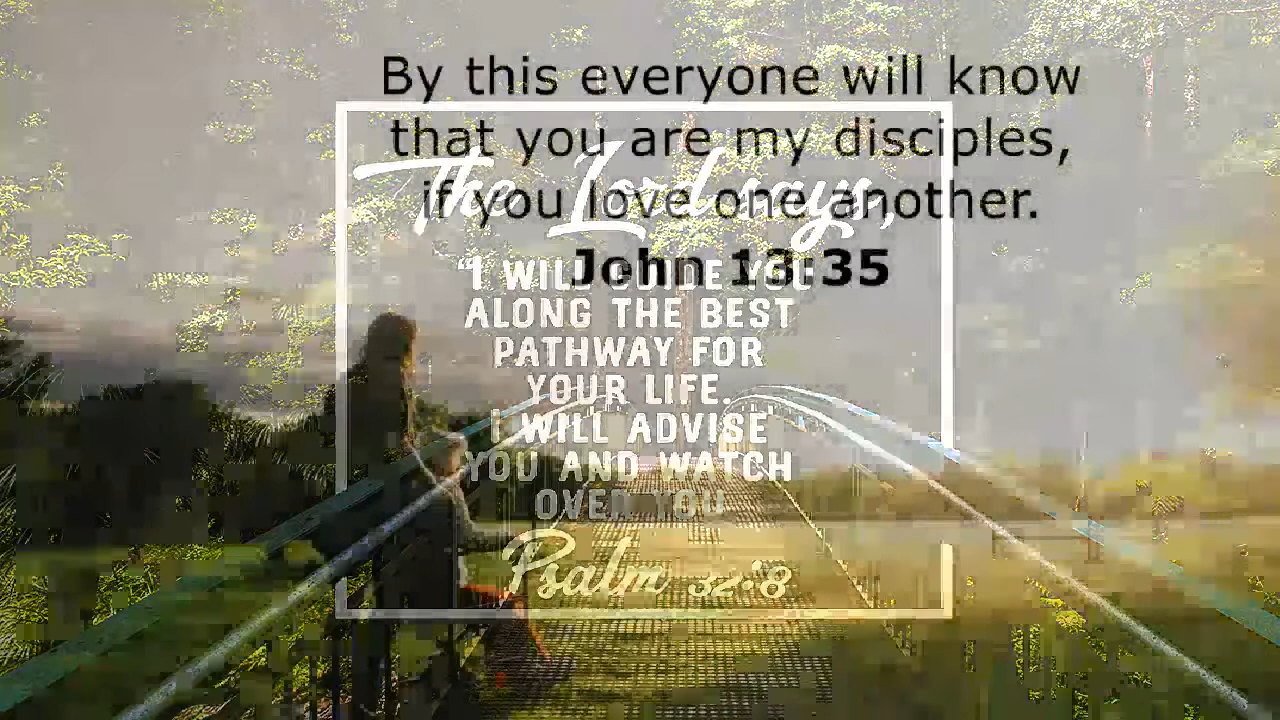 By this everyone will know
that you are my disciples,
if you love one another.
John 13:35
The Lord says,
"I WILL GUIDE YOU
ALONG THE BEST
PATHWAY FOR
YOUR LIFE.
I WILL ADVISE
YOU AND WATCH
OVER YOU
Psalm 32:8